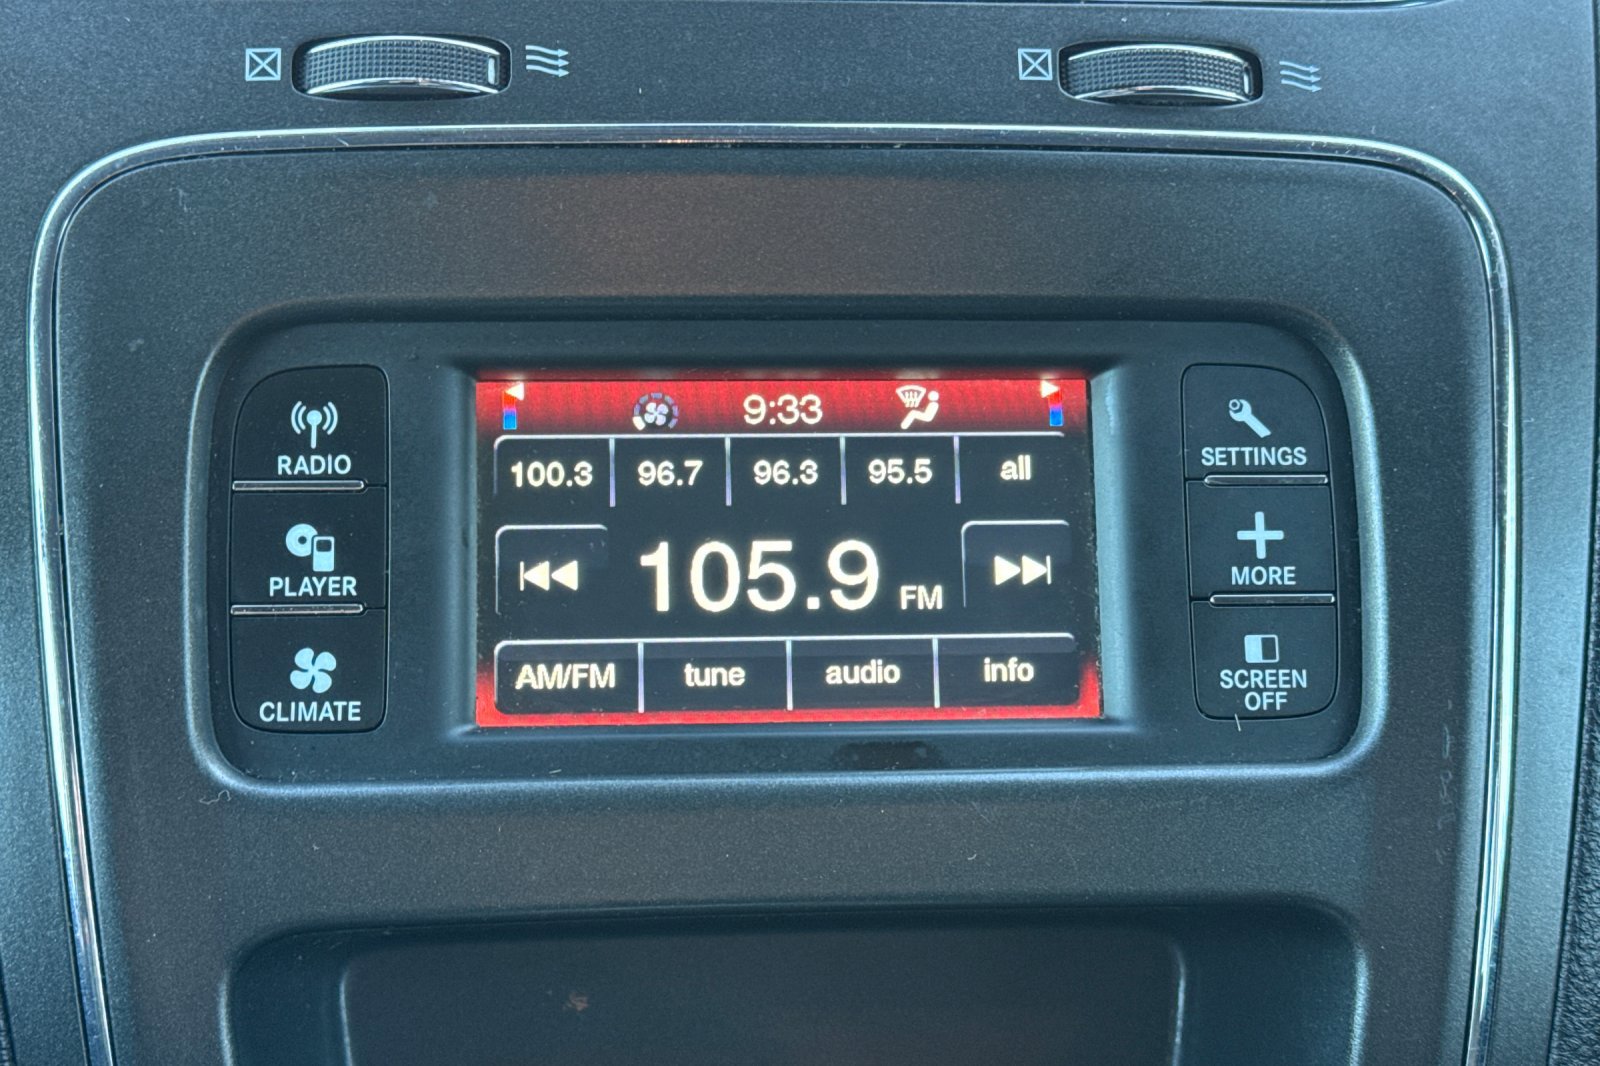 9:33
100.3 96.7 96.3 95.5 all
105.9 FM
AM/FM tune audio info
RADIO
PLAYER
CLIMATE
SETTINGS
MORE
SCREEN
OFF